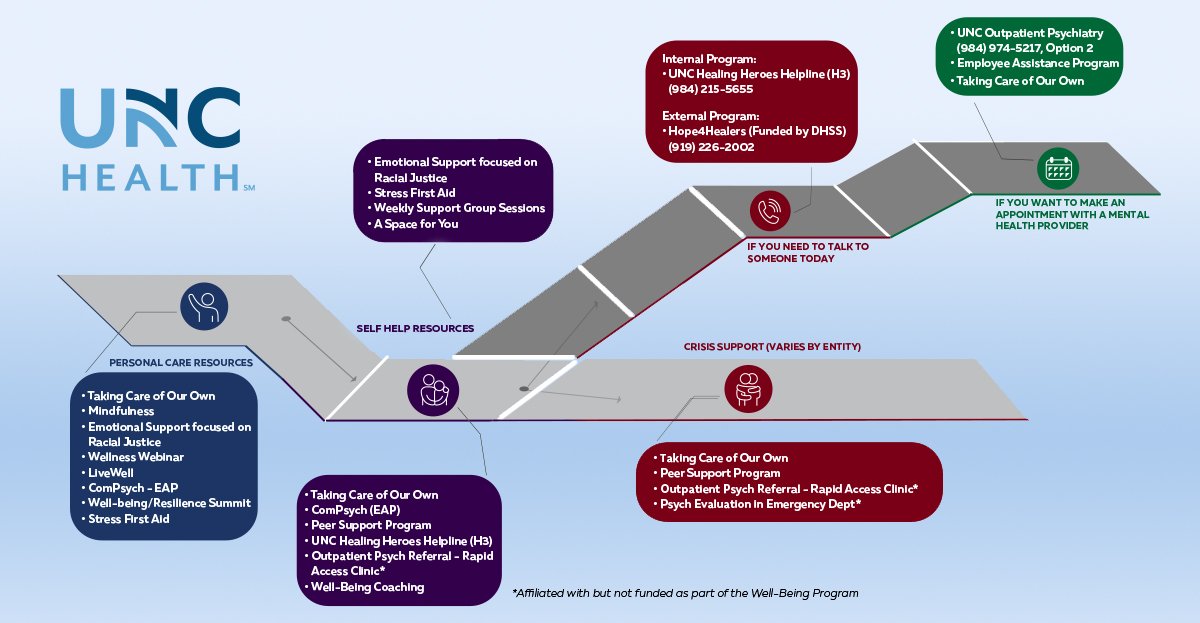 UNC
HEALTH SM
PERSONAL CARE RESOURCES
• Taking Care of Our Own
• Mindfulness
• Emotional Support focused on
Racial Justice
• Wellness Webinar
• LiveWell
• ComPsych - EAP
• Well-being/Resilience Summit
• Stress First Aid
• Emotional Support focused on
Racial Justice
• Stress First Aid
• Weekly Support Group Sessions
• A Space for You
SELF HELP RESOURCES
• Taking Care of Our Own
• ComPsych (EAP)
• Peer Support Program
• UNC Healing Heroes Helpline (H3)
• Outpatient Psych Referral - Rapid
Access Clinic*
• Well-Being Coaching
Internal Program:
• UNC Healing Heroes Helpline (H3)
(984) 215-5655
External Program:
• Hope4Healers (Funded by DHSS)
(919) 226-2002
IF YOU NEED TO TALK TO
SOMEONE TODAY
• UNC Outpatient Psychiatry
(984) 974-5217, Option 2
• Employee Assistance Program
• Taking Care of Our Own
IF YOU WANT TO MAKE AN
APPOINTMENT WITH A MENTAL
HEALTH PROVIDER
CRISIS SUPPORT (VARIES BY ENTITY)
• Taking Care of Our Own
• Peer Support Program
• Outpatient Psych Referral - Rapid Access Clinic*
• Psych Evaluation in Emergency Dept*
*Affiliated with but not funded as part of the Well-Being Program